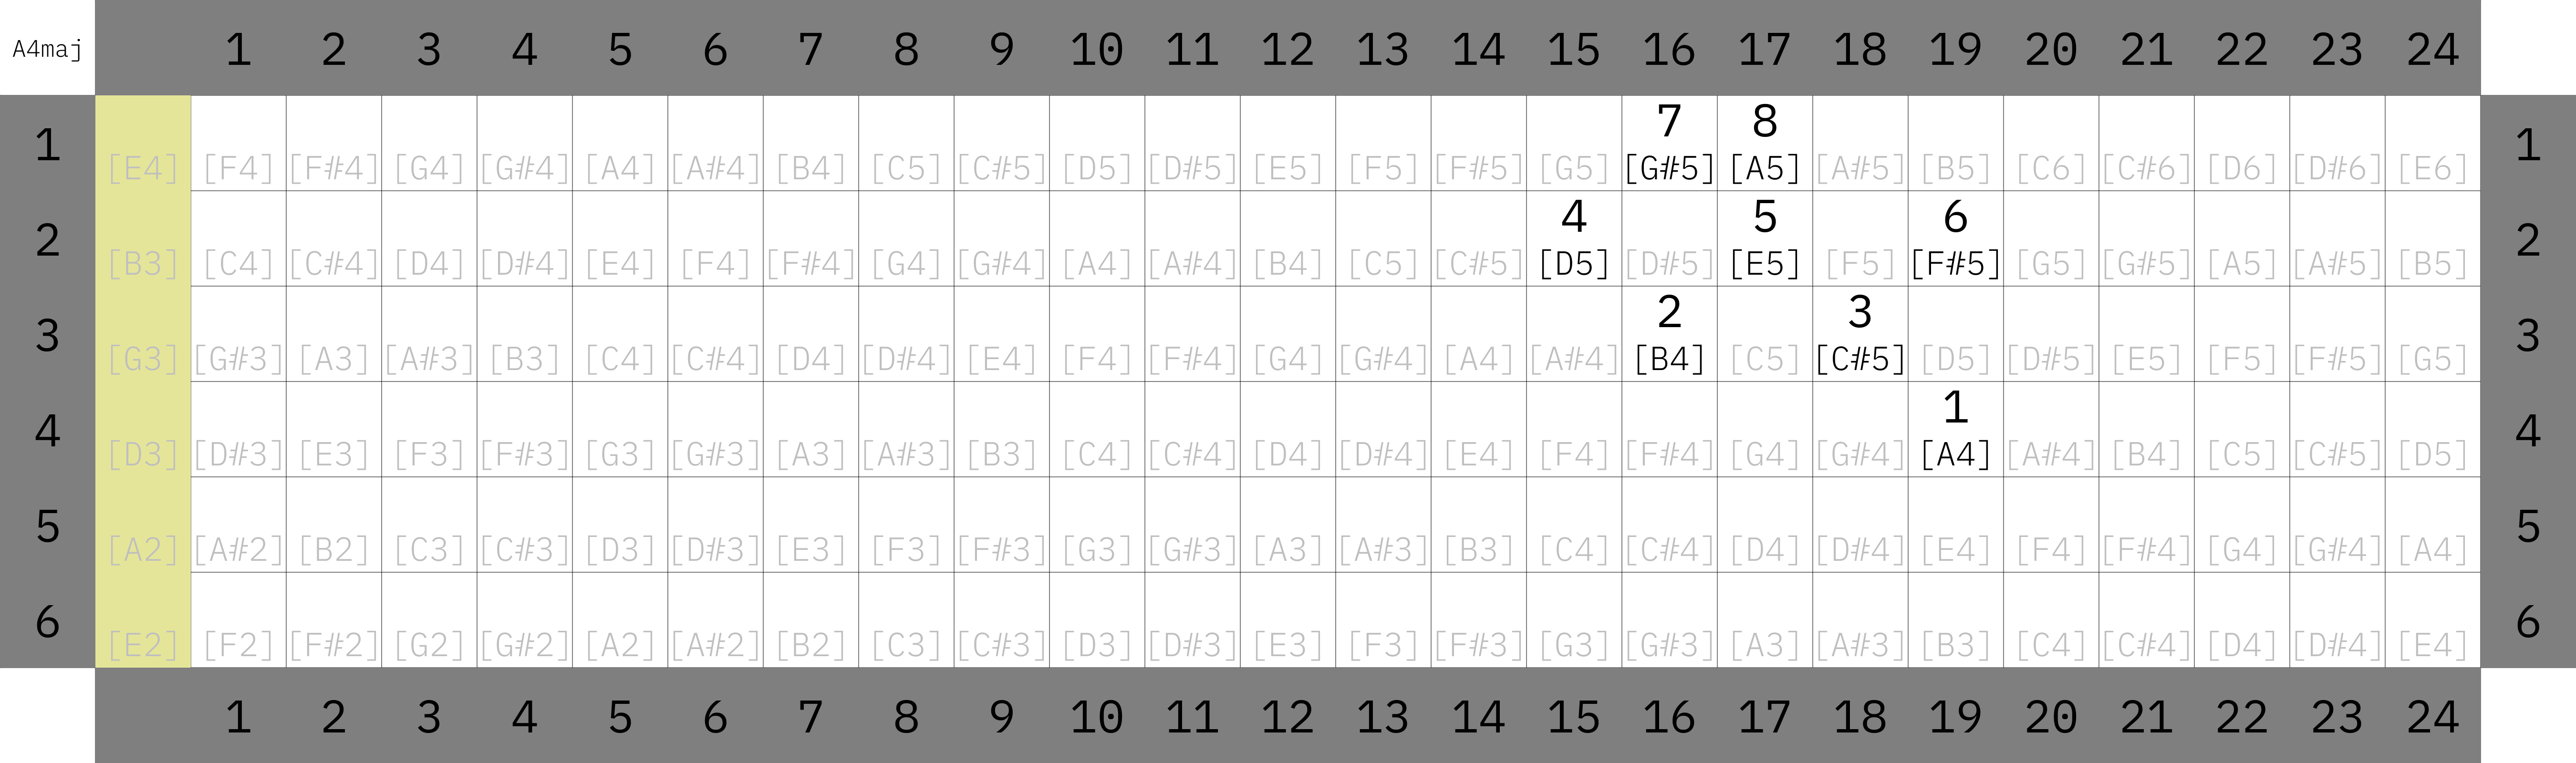 A4maj 1 2 3 4 5 6 7 8 9 10 11 12 13 14 15 16 17 18 19 20 21 22 23 24
7 8
1 [E4] [F4] [F#4] [G4] [G#4] [A4] [A#4] [B4] [C5] [C#5] [D5] [D#5] [E5] [F5] [F#5] [G5] [G#5] [A5] [A#5] [B5] [C6] [C#6] [D6] [D#6] [E6] 1
4 5 6
2 [B3] [C4] [C#4] [D4] [D#4] [E4] [F4] [F#4] [G4] [G#4] [A4] [A#4] [B4] [C5] [C#5] [D5] [D#5] [E5] [F5] [F#5] [G5] [G#5] [A5] [A#5] [B5] 2
2 3
3 [G3] [G#3] [A3] [A#3] [B3] [C4] [C#4] [D4] [D#4] [E4] [F4] [F#4] [G4] [G#4] [A4] [A#4] [B4] [C5] [C#5] [D5] [D#5] [E5] [F5] [F#5] [G5] 3
1
4 [D3] [D#3] [E3] [F3] [F#3] [G3] [G#3] [A3] [A#3] [B3] [C4] [C#4] [D4] [D#4] [E4] [F4] [F#4] [G4] [G#4] [A4] [A#4] [B4] [C5] [C#5] [D5] 4
5 [A2] [A#2] [B2] [C3] [C#3] [D3] [D#3] [E3] [F3] [F#3] [G3] [G#3] [A3] [A#3] [B3] [C4] [C#4] [D4] [D#4] [E4] [F4] [F#4] [G4] [G#4] [A4] 5
6 [E2] [F2] [F#2] [G2] [G#2] [A2] [A#2] [B2] [C3] [C#3] [D3] [D#3] [E3] [F3] [F#3] [G3] [G#3] [A3] [A#3] [B3] [C4] [C#4] [D4] [D#4] [E4] 6
1 2 3 4 5 6 7 8 9 10 11 12 13 14 15 16 17 18 19 20 21 22 23 24